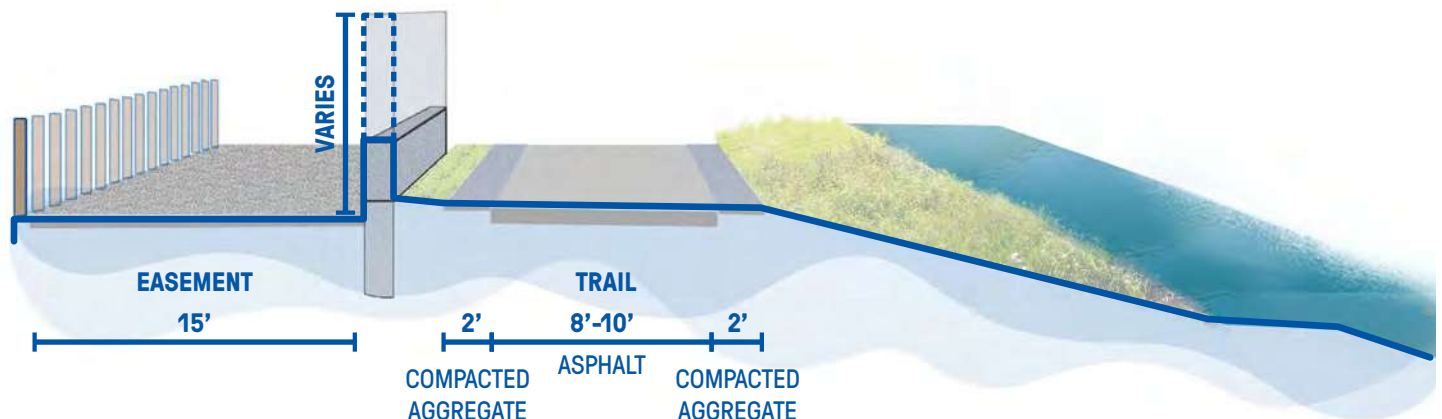 VARIES
EASEMENT
TRAIL
15’
2’
8’-10’
2’
ASPHALT
COMPACTED
AGGREGATE
COMPACTED
AGGREGATE